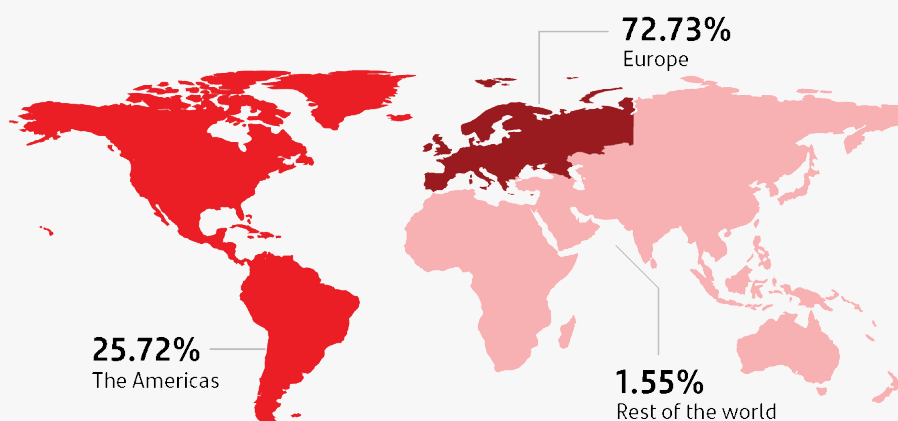 72.73%
Europe
25.72%
The Americas
1.55%
Rest of the world